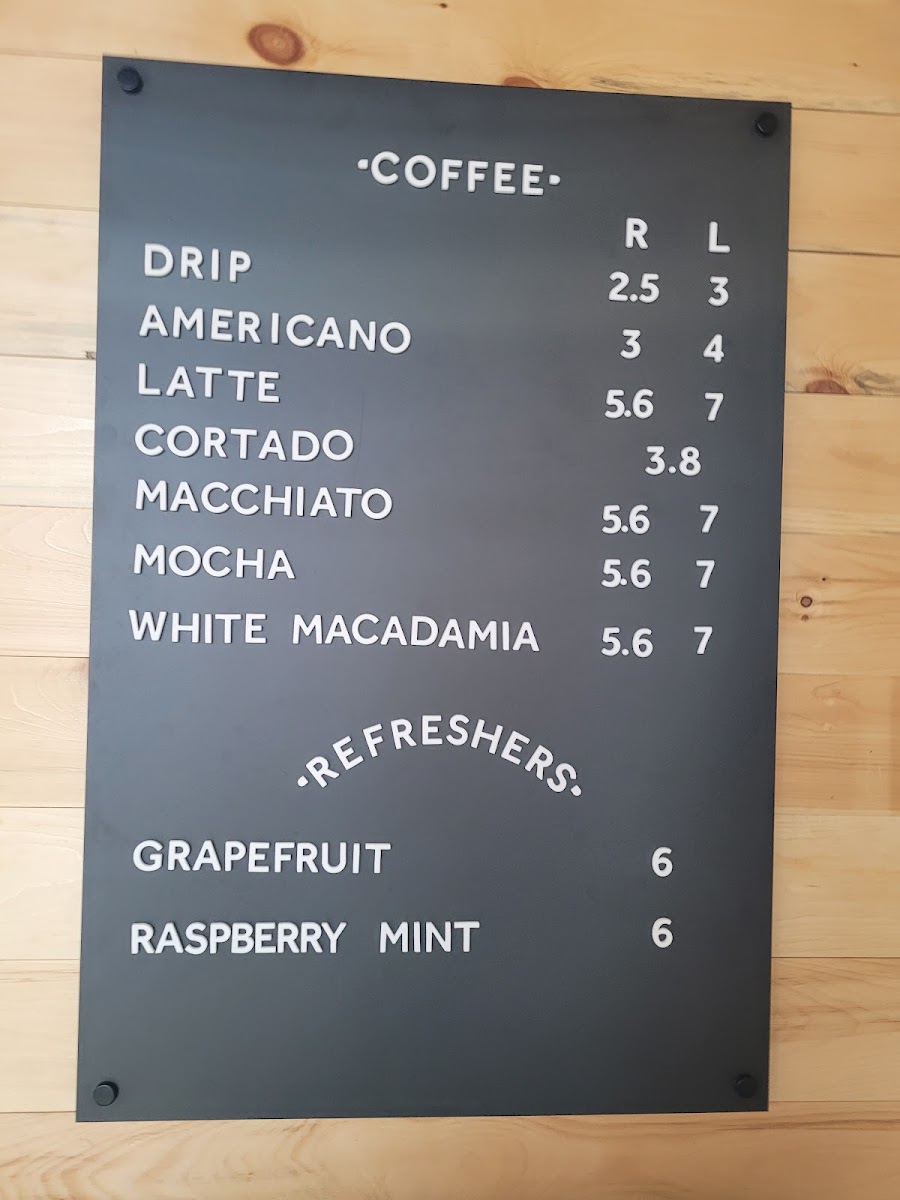 ·COFFEE·
R L
DRIP 2.5 3
AMERICANO 3 4
LATTE 5.6 7
CORTADO 3.8
MACCHIATO 5.6 7
MOCHA 5.6 7
WHITE MACADAMIA 5.6 7
·REFRESHERS·
GRAPEFRUIT 6
RASPBERRY MINT 6